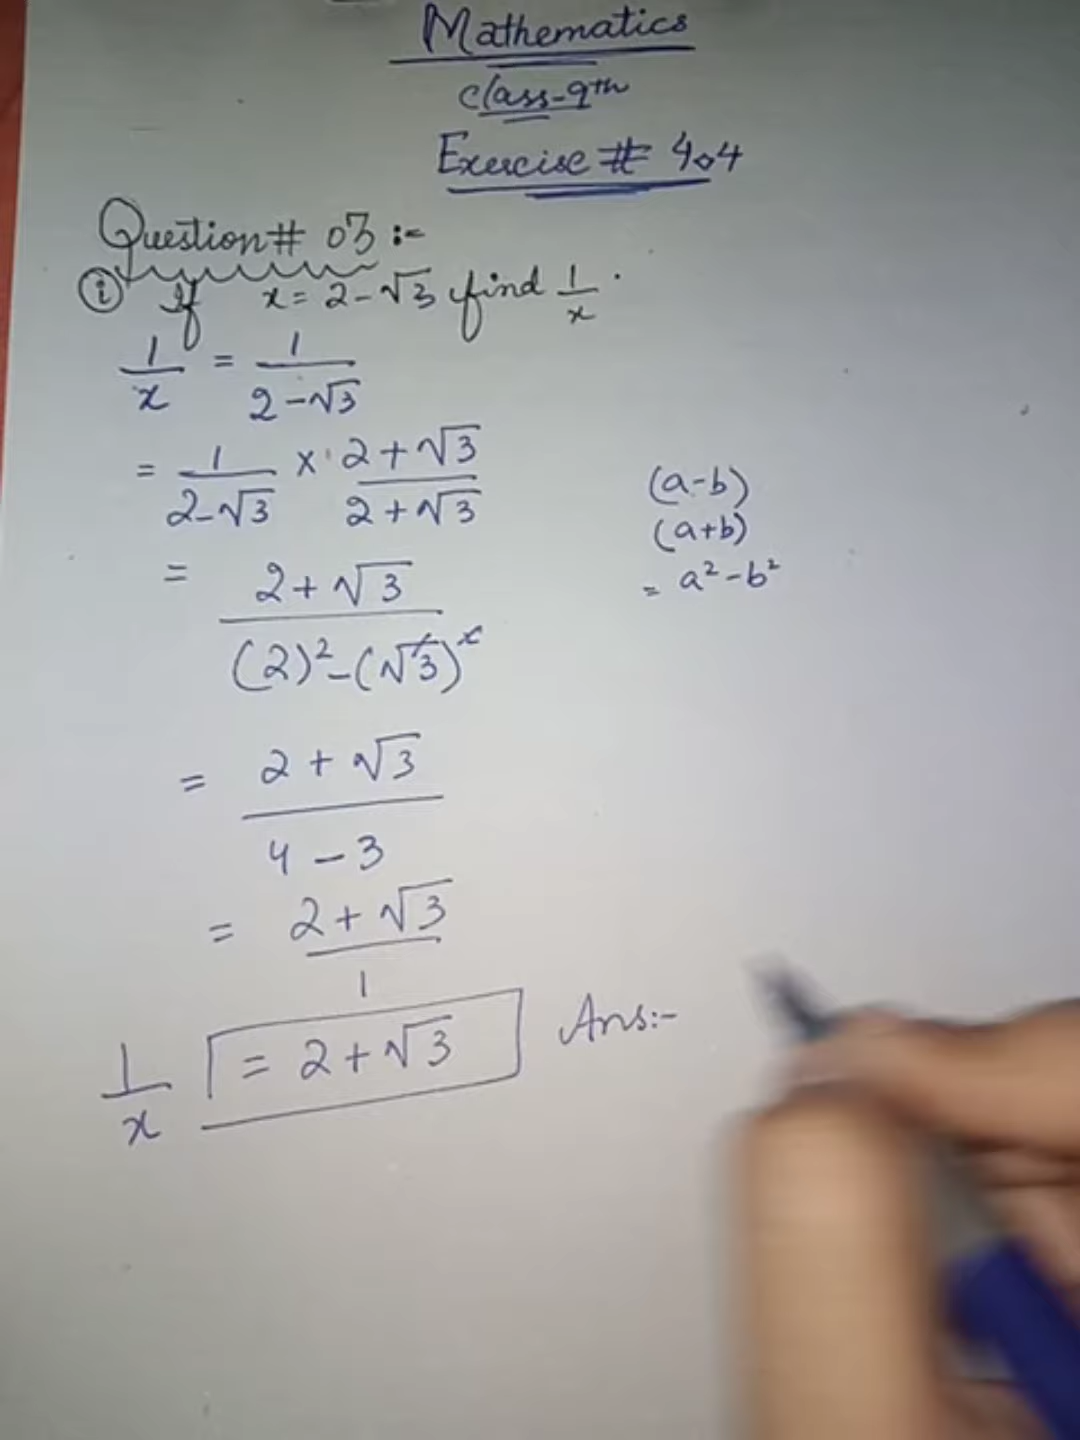 Mathematics
Class-9th
Exercise # 4.4
Question # 03 :-
(i) If x = 2 - √3 find 1/x .
1/x = 1/(2 - √3)
= 1/(2 - √3) × (2 + √3)/(2 + √3)
= (2 + √3)/((2)² - (√3)²)
= (2 + √3)/(4 - 3)
= (2 + √3)/1
1/x = 2 + √3 Ans:-
(a-b)
(a+b)
= a² - b²